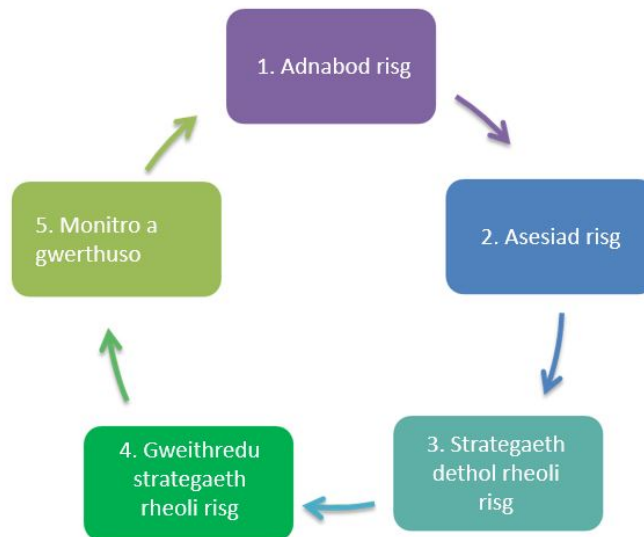 1. Adnabod risg
2. Asesiad risg
3. Strategaeth
dethol rheoli
risg
4. Gweithredu
strategaeth
rheoli risg
5. Monitro a
gwerthuso